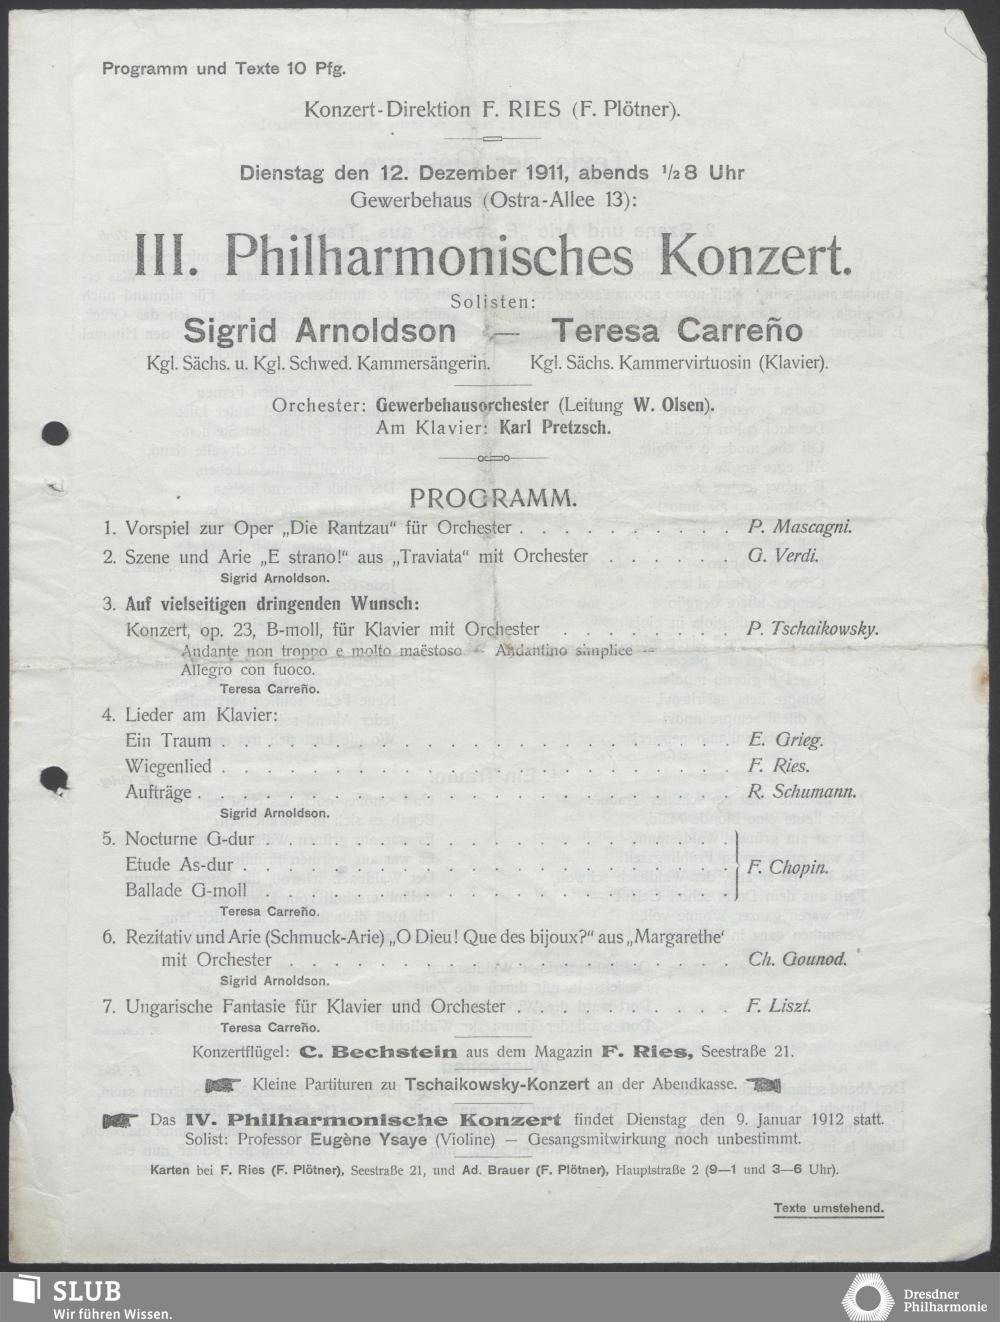 Programm und Texte 10 Pfg.
Konzert-Direktion F. RIES (F. Plötner).
Dienstag den 12. Dezember 1911, abends ½8 Uhr
Gewerbehaus (Ostra-Allee 13):
III. Philharmonisches Konzert.
Solisten:
Sigrid Arnoldson — Teresa Carreño
Kgl. Sächs. u. Kgl. Schwed. Kammersängerin. Kgl. Sächs. Kammervirtuosin (Klavier).
Orchester: Gewerbehausorchester (Leitung W. Olsen).
Am Klavier: Karl Pretzsch.
PROGRAMM.
1. Vorspiel zur Oper „Die Rantzau“ für Orchester . . . . . . . . . . P. Mascagni.
2. Szene und Arie „E strano!“ aus „Traviata“ mit Orchester . . . . . . G. Verdi.
Sigrid Arnoldson.
3. Auf vielseitigen dringenden Wunsch:
Konzert, op. 23, B-moll, für Klavier mit Orchester . . . . . . . . P. Tschaikowsky.
Andante non troppo e molto maëstoso — Andantino simplice —
Allegro con fuoco.
Teresa Carreño.
4. Lieder am Klavier:
Ein Traum . . . . . . . . . . . . . . . . . . . . . . . E. Grieg.
Wiegenlied . . . . . . . . . . . . . . . . . . . . . . . F. Ries.
Aufträge . . . . . . . . . . . . . . . . . . . . . . . . R. Schumann.
Sigrid Arnoldson.
5. Nocturne G-dur . . . . . . . . . . . . . . . . . . . .
Etude As-dur . . . . . . . . . . . . . . . . . . . . . . F. Chopin.
Ballade G-moll . . . . . . . . . . . . . . . . . . . . .
Teresa Carreño.
6. Rezitativ und Arie (Schmuck-Arie) „O Dieu! Que des bijoux?“ aus „Margarethe‘
mit Orchester . . . . . . . . . . . . . . . . . . . . Ch. Gounod.
Sigrid Arnoldson.
7. Ungarische Fantasie für Klavier und Orchester . . . . . . . . . . F. Liszt.
Teresa Carreño.
Konzertflügel: C. Bechstein aus dem Magazin F. Ries, Seestraße 21.
Kleine Partituren zu Tschaikowsky-Konzert an der Abendkasse.
Das IV. Philharmonische Konzert findet Dienstag den 9. Januar 1912 statt.
Solist: Professor Eugène Ysaye (Violine) — Gesangsmitwirkung noch unbestimmt.
Karten bei F. Ries (F. Plötner), Seestraße 21, und Ad. Brauer (F. Plötner), Hauptstraße 2 (9—1 und 3—6 Uhr).
Texte umstehend.
SLUB
Wir führen Wissen.
Dresdner
Philharmonie